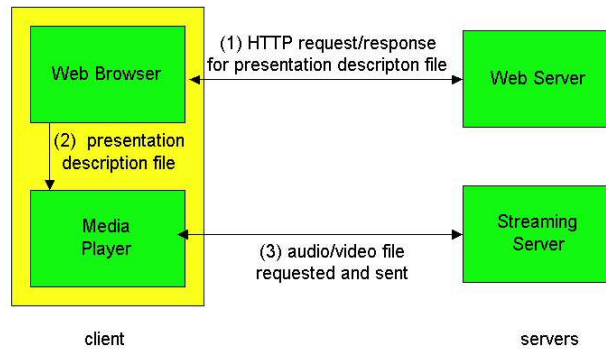 (1) HTTP request/response
for presentation descripton file
Web Browser
Web Server
(2) presentation
description file
Media
Player
Streaming
Server
(3) audio/video file
requested and sent
client
servers